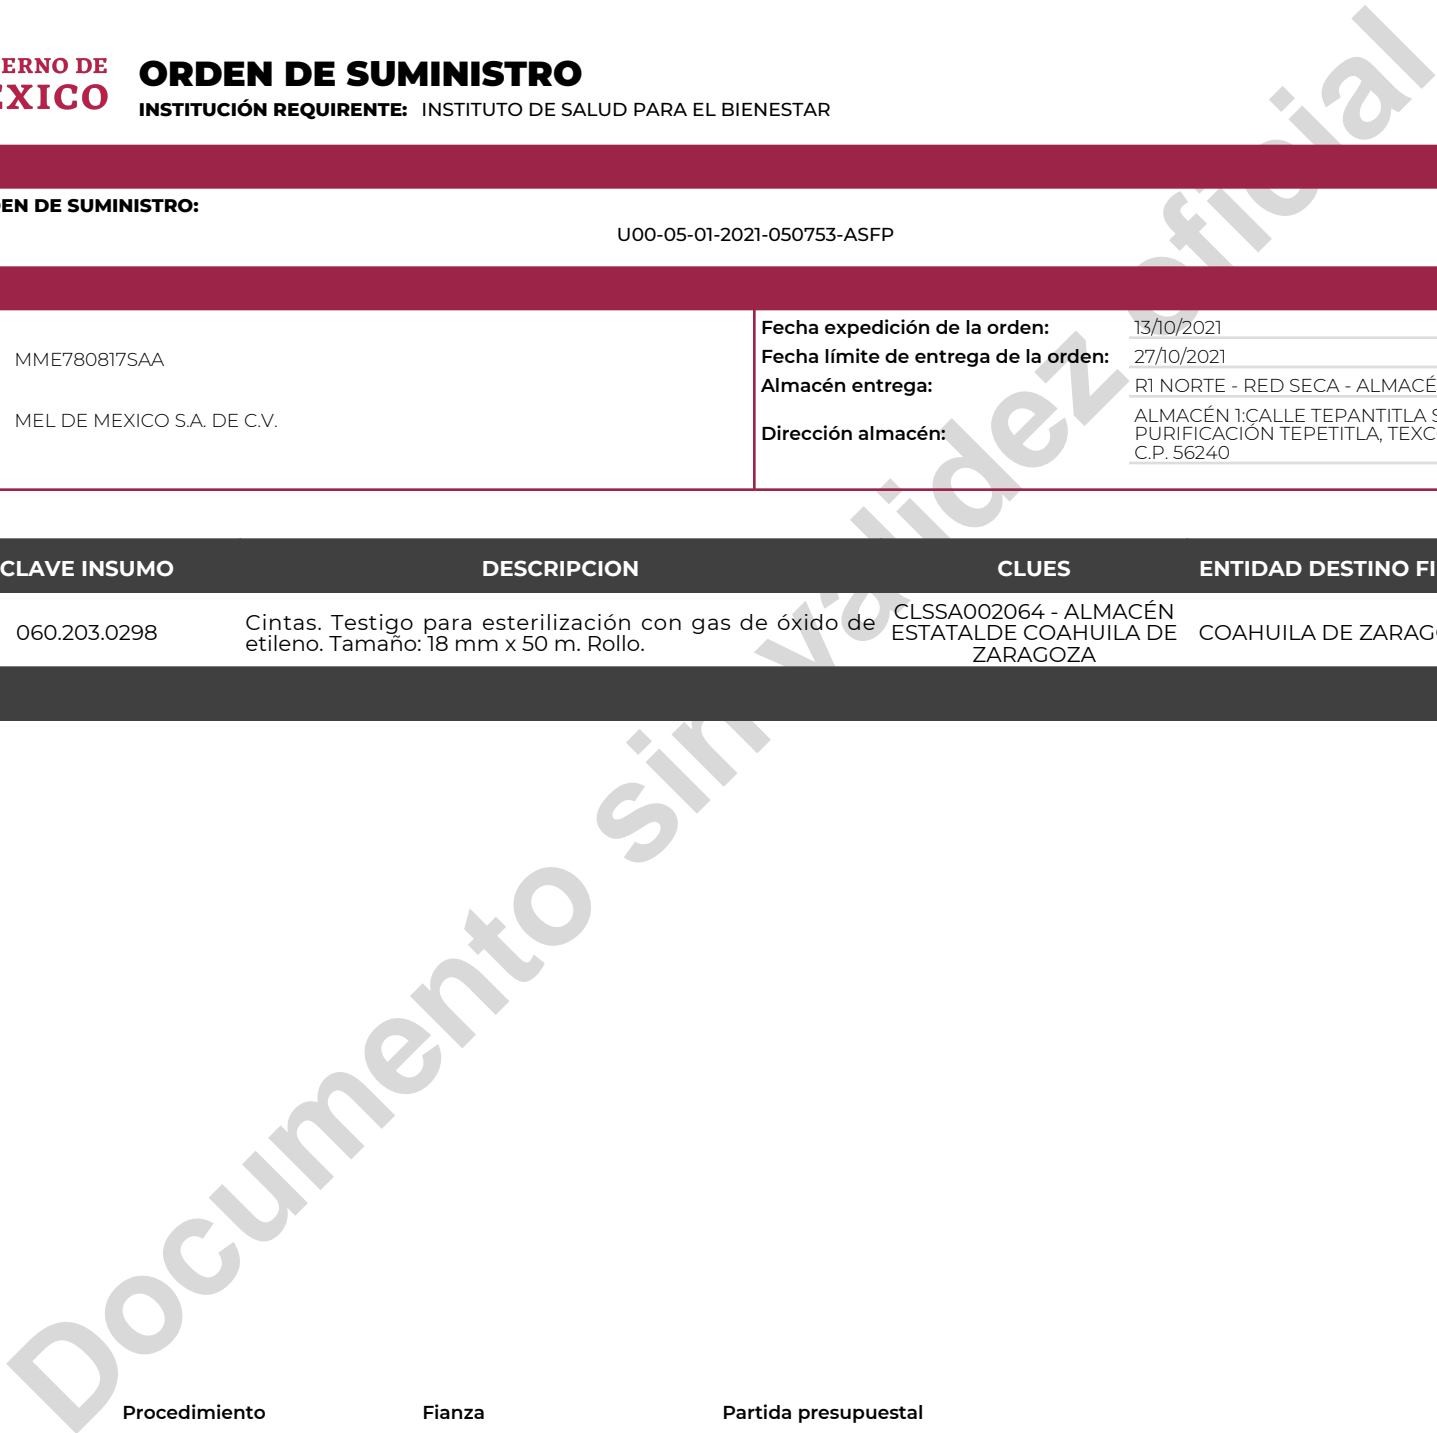 ERNO DE
ÉXICO
ORDEN DE SUMINISTRO
INSTITUCIÓN REQUIRENTE: INSTITUTO DE SALUD PARA EL BIENESTAR
EN DE SUMINISTRO:
U00-05-01-2021-050753-ASFP
MME780817SAA
MEL DE MEXICO S.A. DE C.V.
Fecha expedición de la orden: 13/10/2021
Fecha límite de entrega de la orden: 27/10/2021
Almacén entrega: R1 NORTE - RED SECA - ALMACÉ
Dirección almacén: ALMACÉN 1:CALLE TEPANTITLA S
PURIFICACIÓN TEPETITLA, TEXC
C.P. 56240
CLAVE INSUMO DESCRIPCION CLUES ENTIDAD DESTINO FI
060.203.0298
Cintas. Testigo para esterilización con gas de óxido de
etileno. Tamaño: 18 mm x 50 m. Rollo.
CLSSA002064 - ALMACÉN
ESTATALDE COAHUILA DE
ZARAGOZA
COAHUILA DE ZARAG
Documento sin validez oficial
Procedimiento Fianza Partida presupuestal